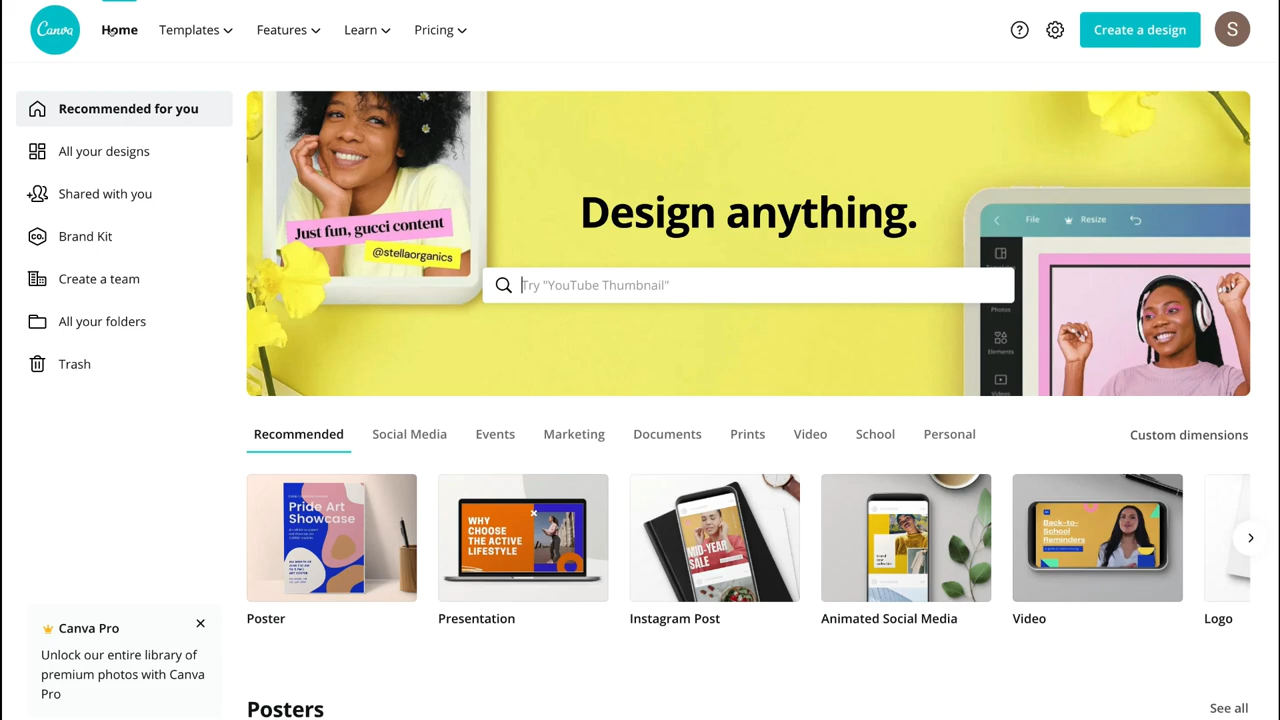 Canva
Home
Templates
Features
Learn
Pricing
Create a design
S
Recommended for you
All your designs
Shared with you
Brand Kit
Create a team
All your folders
Trash
Just fun, gucci content
@stellaorganics
Design anything.
Try "YouTube Thumbnail"
File
Resize
Photos
Elements
Recommended
Social Media
Events
Marketing
Documents
Prints
Video
School
Personal
Custom dimensions
Pride Art
Showcase
WHY
CHOOSE
THE ACTIVE
LIFESTYLE
MID-YEAR
SALE
Back-to-
School
Reminders
Poster
Presentation
Instagram Post
Animated Social Media
Video
Logo
Canva Pro
Unlock our entire library of
premium photos with Canva
Pro
Posters
See all